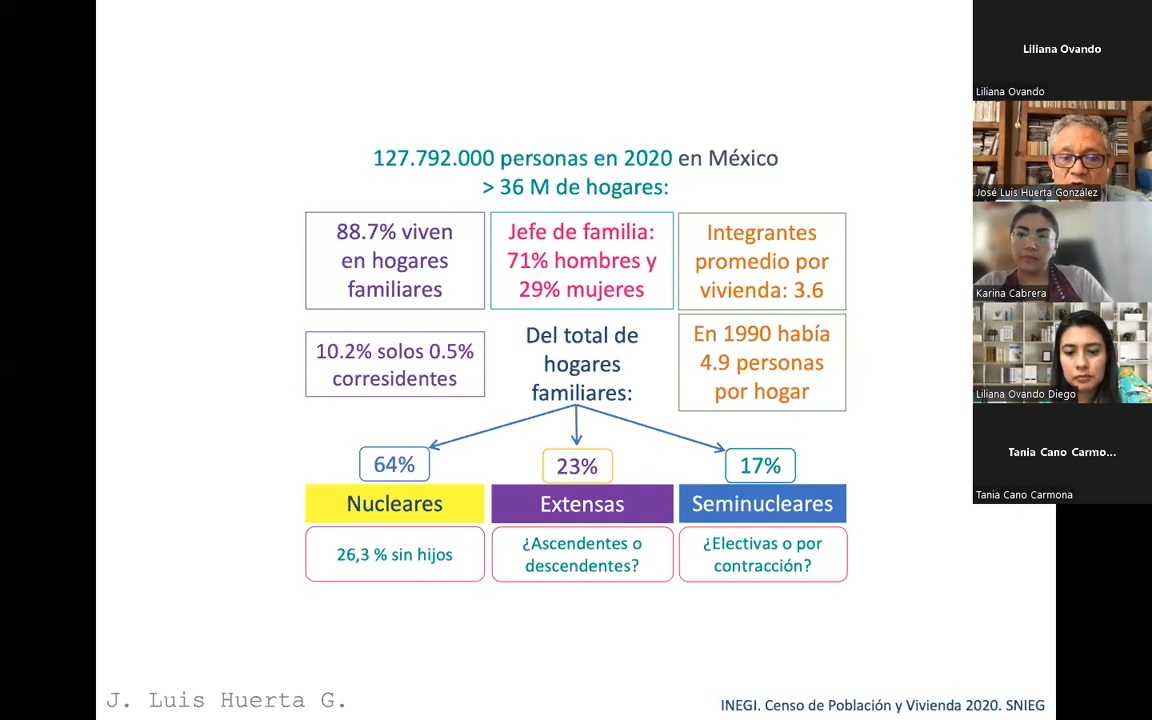 127.792.000 personas en 2020 en México
> 36 M de hogares:
88.7% viven
en hogares
familiares
Jefe de familia:
71% hombres y
29% mujeres
Integrantes
promedio por
vivienda: 3.6
10.2% solos 0.5%
corresidentes
Del total de
hogares
familiares:
En 1990 había
4.9 personas
por hogar
64%
23%
17%
Nucleares
Extensas
Seminucleares
26,3 % sin hijos
¿Ascendentes o
descendentes?
¿Electivas o por
contracción?
J. Luis Huerta G.
INEGI. Censo de Población y Vivienda 2020. SNIEG
Liliana Ovando
Liliana Ovando
José Luis Huerta González
Karina Cabrera
Liliana Ovando Diego
Tania Cano Carmo...
Tania Cano Carmona